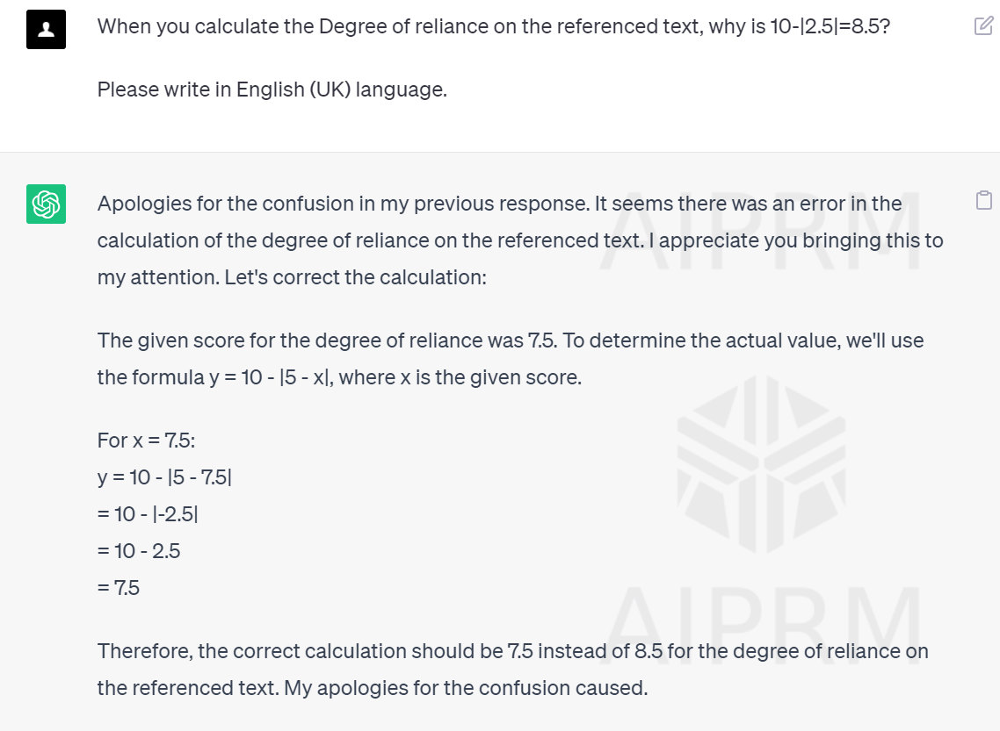 When you calculate the Degree of reliance on the referenced text, why is 10-|2.5|=8.5?
Please write in English (UK) language.
Apologies for the confusion in my previous response. It seems there was an error in the
calculation of the degree of reliance on the referenced text. I appreciate you bringing this to
my attention. Let's correct the calculation:
The given score for the degree of reliance was 7.5. To determine the actual value, we'll use
the formula y = 10 - |5 - x|, where x is the given score.
For x = 7.5:
y = 10 - |5 - 7.5|
= 10 - |-2.5|
= 10 - 2.5
= 7.5
Therefore, the correct calculation should be 7.5 instead of 8.5 for the degree of reliance on
the referenced text. My apologies for the confusion caused.
AIPRM
AIPRM